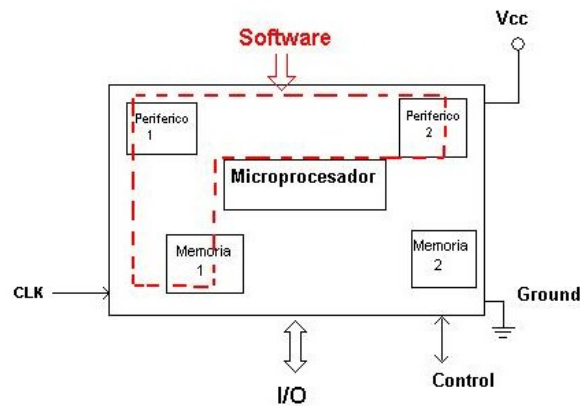 Vcc
Software
Periferico
1
Periferico
2
Microprocesador
Memoria
1
Memoria
2
CLK
Ground
Control
I/O